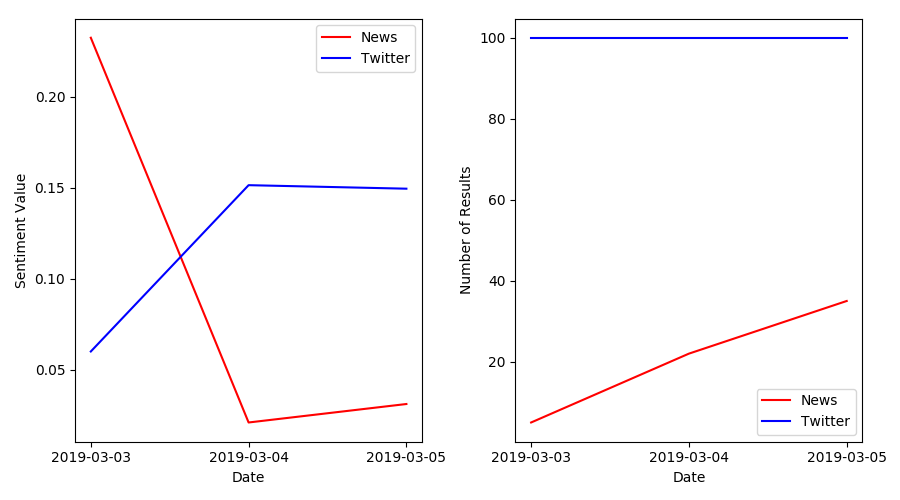 News
Twitter
0.20
0.15
0.10
0.05
Sentiment Value
2019-03-03 2019-03-04 2019-03-05
Date
100
80
60
40
20
Number of Results
News
Twitter
2019-03-03 2019-03-04 2019-03-05
Date